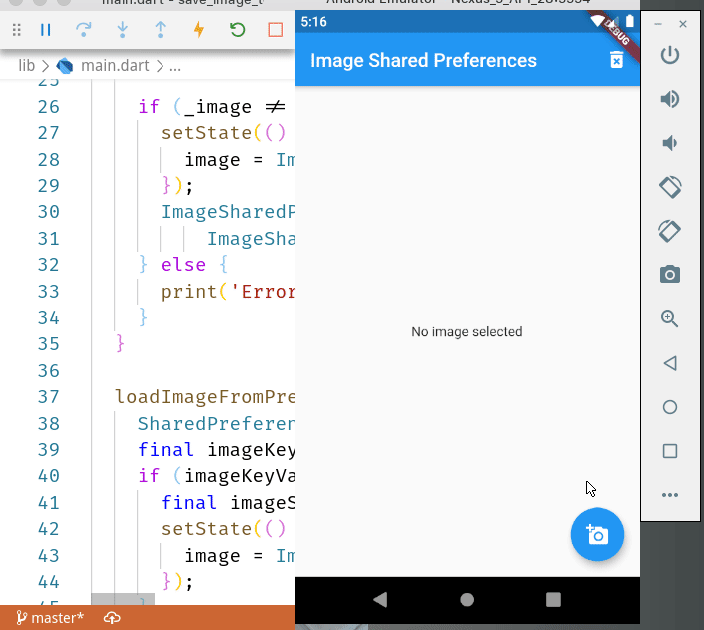 main.dart - save_image_t
Android Emulator - Nexus_5_API_28:5554
lib > main.dart > ...
5:16
DEBUG
Image Shared Preferences
25
26 if (_image ≠
27 setState(()
28 image = Im
29 });
30 ImageSharedP
31 ImageSha
32 } else {
33 print('Error
34 }
35 }
36
37 loadImageFromPre
38 SharedPreferen
39 final imageKey
40 if (imageKeyVa
41 final imageS
42 setState(()
43 image = Im
44 });
45 }
No image selected
master*